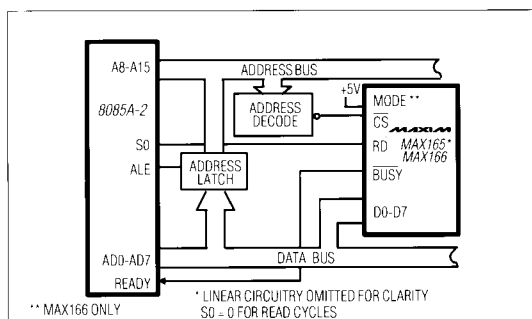 A8-A15
ADDRESS BUS
+5V
8085A-2
ADDRESS
DECODE
MODE **
CS
MAXIM
S0
RD
MAX165*
MAX166
ALE
ADDRESS
LATCH
BUSY
D0-D7
AD0-AD7
DATA BUS
READY
* LINEAR CIRCUITRY OMITTED FOR CLARITY
** MAX166 ONLY
S0 = 0 FOR READ CYCLES